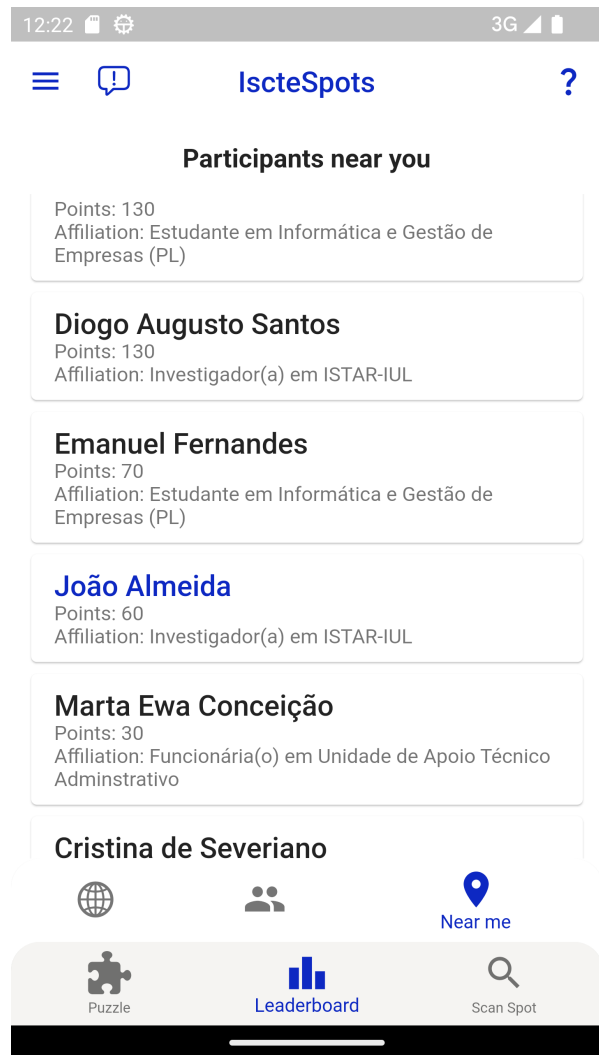 12:22
3G
IscteSpots
?
Participants near you
Points: 130
Affiliation: Estudante em Informática e Gestão de
Empresas (PL)
Diogo Augusto Santos
Points: 130
Affiliation: Investigador(a) em ISTAR-IUL
Emanuel Fernandes
Points: 70
Affiliation: Estudante em Informática e Gestão de
Empresas (PL)
João Almeida
Points: 60
Affiliation: Investigador(a) em ISTAR-IUL
Marta Ewa Conceição
Points: 30
Affiliation: Funcionária(o) em Unidade de Apoio Técnico
Adminstrativo
Cristina de Severiano
Near me
Puzzle
Leaderboard
Scan Spot